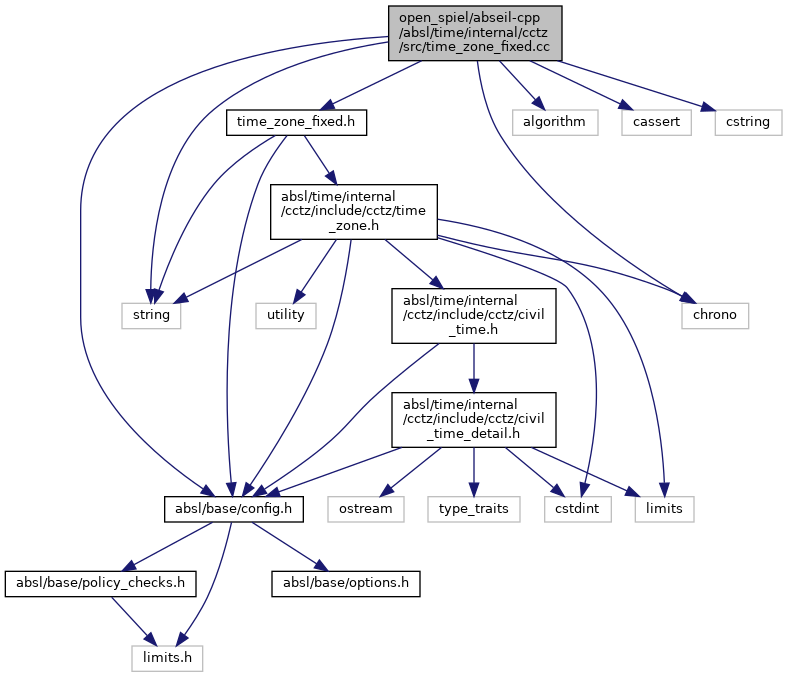 open_spiel/abseil-cpp
/absl/time/internal/cctz
/src/time_zone_fixed.cc
time_zone_fixed.h
algorithm
cassert
cstring
absl/time/internal
/cctz/include/cctz/time
_zone.h
string
utility
absl/time/internal
/cctz/include/cctz/civil
_time.h
chrono
absl/time/internal
/cctz/include/cctz/civil
_time_detail.h
absl/base/config.h
ostream
type_traits
cstdint
limits
absl/base/policy_checks.h
absl/base/options.h
limits.h